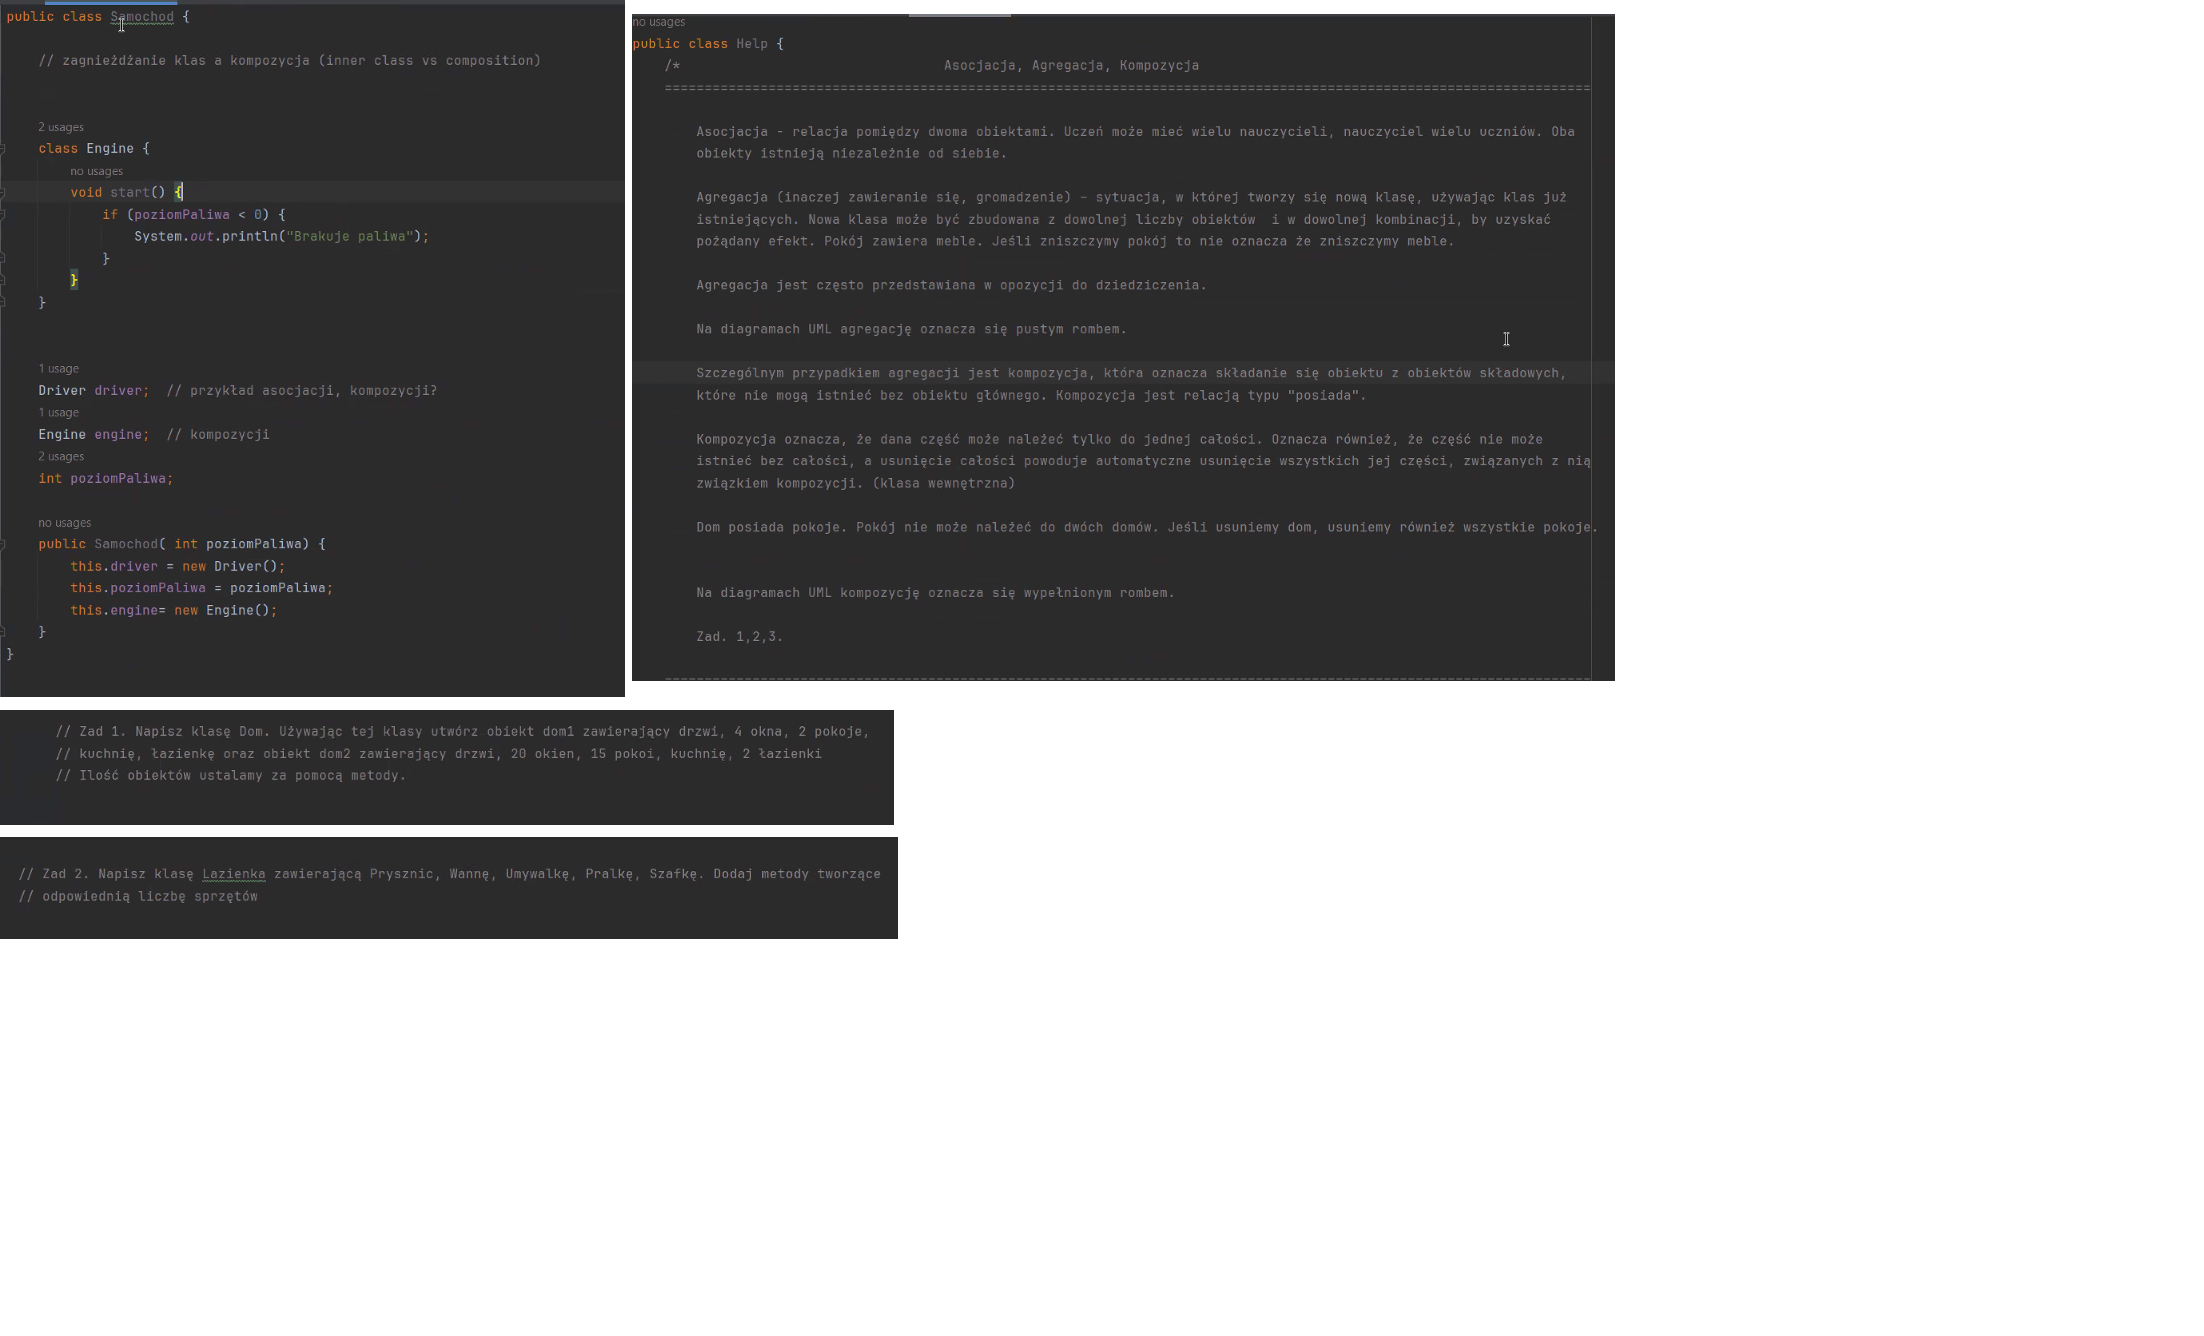 public class Samochod {
// zagnieżdżanie klas a kompozycja (inner class vs composition)
2 usages
class Engine {
no usages
void start() {
if (poziomPaliwa < 0) {
System.out.println("Brakuje paliwa");
}
}
}
1 usage
Driver driver;  // przykład asocjacji, kompozycji?
1 usage
Engine engine;  // kompozycji
2 usages
int poziomPaliwa;
no usages
public Samochod( int poziomPaliwa) {
this.driver = new Driver();
this.poziomPaliwa = poziomPaliwa;
this.engine= new Engine();
}
}
no usages
public class Help {
/* Asocjacja, Agregacja, Kompozycja
====================================================================================================================
Asocjacja - relacja pomiędzy dwoma obiektami. Uczeń może mieć wielu nauczycieli, nauczyciel wielu uczniów. Oba
obiekty istnieją niezależnie od siebie.
Agregacja (inaczej zawieranie się, gromadzenie) – sytuacja, w której tworzy się nową klasę, używając klas już
istniejących. Nowa klasa może być zbudowana z dowolnej liczby obiektów  i w dowolnej kombinacji, by uzyskać
pożądany efekt. Pokój zawiera meble. Jeśli zniszczymy pokój to nie oznacza że zniszczymy meble.
Agregacja jest często przedstawiana w opozycji do dziedziczenia.
Na diagramach UML agregację oznacza się pustym rombem.
Szczególnym przypadkiem agregacji jest kompozycja, która oznacza składanie się obiektu z obiektów składowych,
które nie mogą istnieć bez obiektu głównego. Kompozycja jest relacją typu "posiada".
Kompozycja oznacza, że dana część może należeć tylko do jednej całości. Oznacza również, że część nie może
istnieć bez całości, a usunięcie całości powoduje automatyczne usunięcie wszystkich jej części, związanych z nią
związkiem kompozycji. (klasa wewnętrzna)
Dom posiada pokoje. Pokój nie może należeć do dwóch domów. Jeśli usuniemy dom, usuniemy również wszystkie pokoje.
Na diagramach UML kompozycję oznacza się wypełnionym rombem.
Zad. 1,2,3.
// Zad 1. Napisz klasę Dom. Używając tej klasy utwórz obiekt dom1 zawierający drzwi, 4 okna, 2 pokoje,
// kuchnię, łazienkę oraz obiekt dom2 zawierający drzwi, 20 okien, 15 pokoi, kuchnię, 2 łazienki
// Ilość obiektów ustalamy za pomocą metody.
// Zad 2. Napisz klasę Lazienka zawierającą Prysznic, Wannę, Umywalkę, Pralkę, Szafkę. Dodaj metody tworzące
// odpowiednią liczbę sprzętów